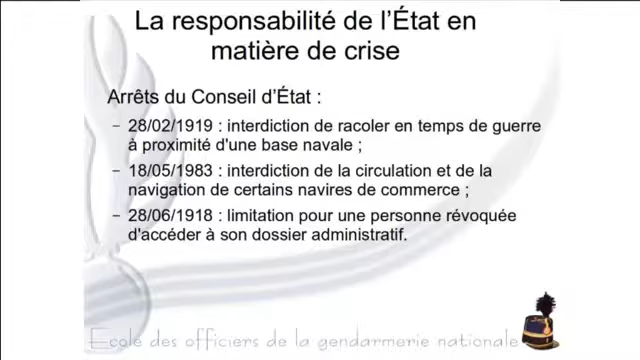 La responsabilité de l’État en
matière de crise
Arrêts du Conseil d’État :
– 28/02/1919 : interdiction de racoler en temps de guerre
à proximité d'une base navale ;
– 18/05/1983 : interdiction de la circulation et de la
navigation de certains navires de commerce ;
– 28/06/1918 : limitation pour une personne révoquée
d'accéder à son dossier administratif.
Ecole des officiers de la gendarmerie nationale